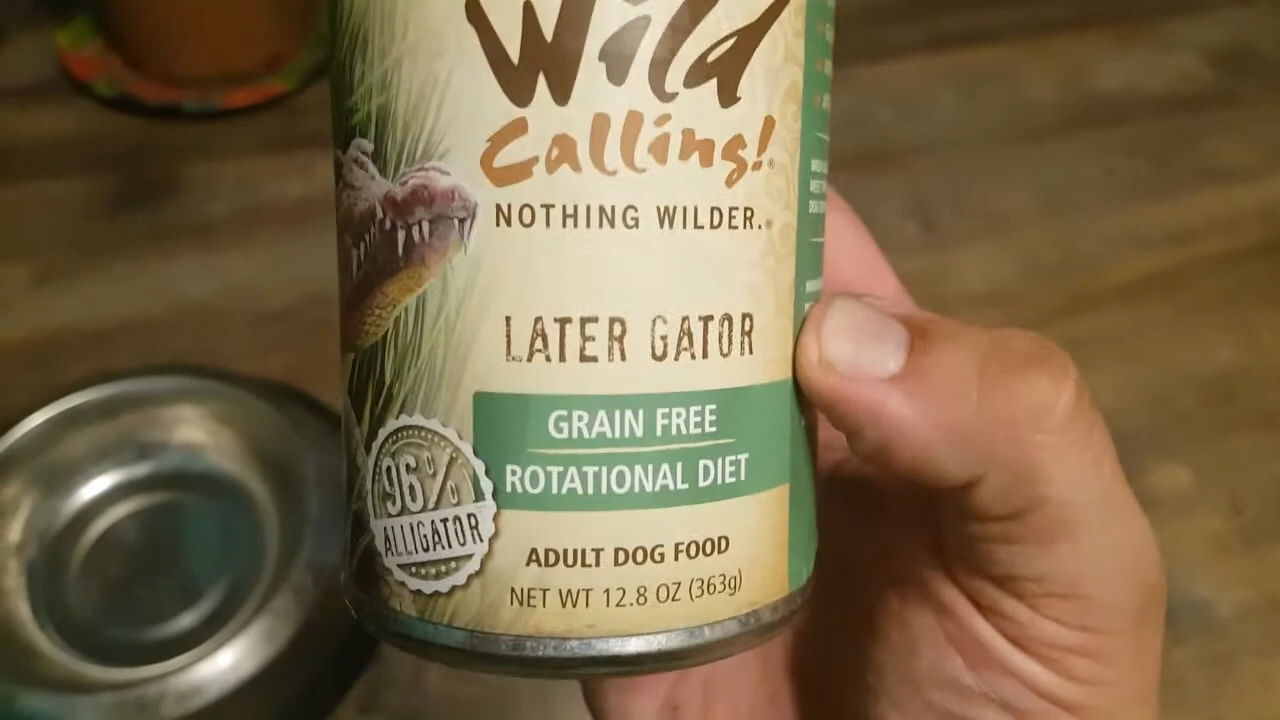 Wild
Calling!®
NOTHING WILDER.®
LATER GATOR
GRAIN FREE
ROTATIONAL DIET
96%
ALLIGATOR
ADULT DOG FOOD
NET WT 12.8 OZ (363g)